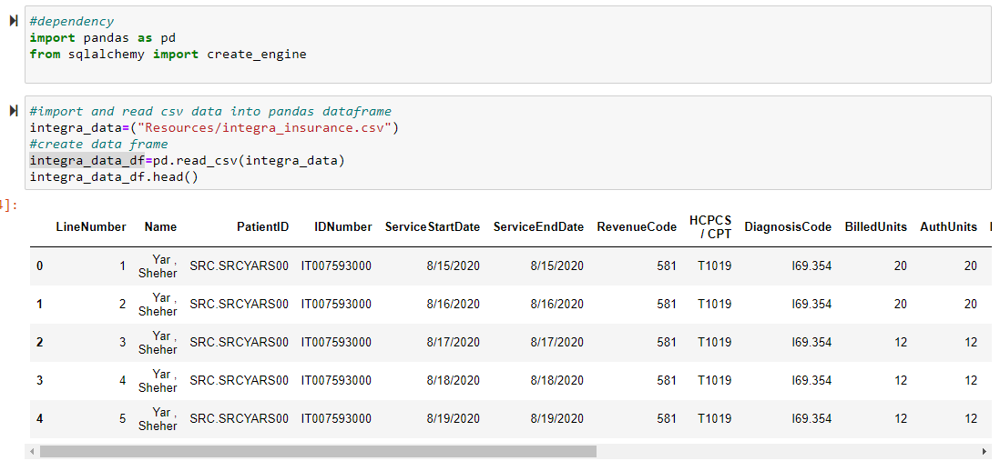 #dependency
import pandas as pd
from sqlalchemy import create_engine
#import and read csv data into pandas dataframe
integra_data=("Resources/integra_insurance.csv")
#create data frame
integra_data_df=pd.read_csv(integra_data)
integra_data_df.head()
4]:
LineNumber Name PatientID IDNumber ServiceStartDate ServiceEndDate RevenueCode HCPCS / CPT DiagnosisCode BilledUnits AuthUnits
0 1 Yar , Sheher SRC.SRCYARS00 IT007593000 8/15/2020 8/15/2020 581 T1019 I69.354 20 20
1 2 Yar , Sheher SRC.SRCYARS00 IT007593000 8/16/2020 8/16/2020 581 T1019 I69.354 20 20
2 3 Yar , Sheher SRC.SRCYARS00 IT007593000 8/17/2020 8/17/2020 581 T1019 I69.354 12 12
3 4 Yar , Sheher SRC.SRCYARS00 IT007593000 8/18/2020 8/18/2020 581 T1019 I69.354 12 12
4 5 Yar , Sheher SRC.SRCYARS00 IT007593000 8/19/2020 8/19/2020 581 T1019 I69.354 12 12